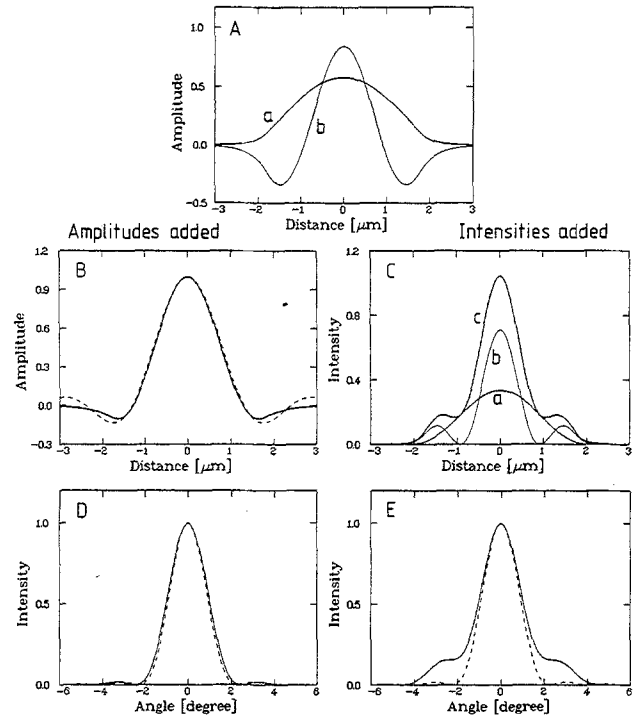 A
1.0
0.5
0.0
-0.5
Amplitude
a
b
-3 -2 -1 0 1 2 3
Distance [μm]
Amplitudes added
Intensities added
B
1.2
0.9
0.6
0.3
0.0
-0.3
Amplitude
-3 -2 -1 0 1 2 3
Distance [μm]
C
1.2
0.8
0.4
0.0
Intensity
c
b
a
-3 -2 -1 0 1 2 3
Distance [μm]
D
1.0
0.5
0.0
Intensity
-6 -4 -2 0 2 4 6
Angle [degree]
E
1.0
0.5
0.0
Intensity
-6 -4 -2 0 2 4 6
Angle [degree]